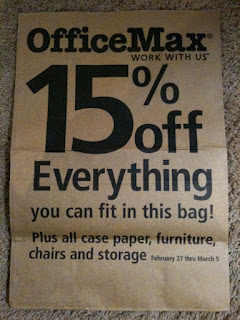 OfficeMax®
WORK WITH US™
15% off
Everything
you can fit in this bag!
Plus all case paper, furniture,
chairs and storage February 27 thru March 5